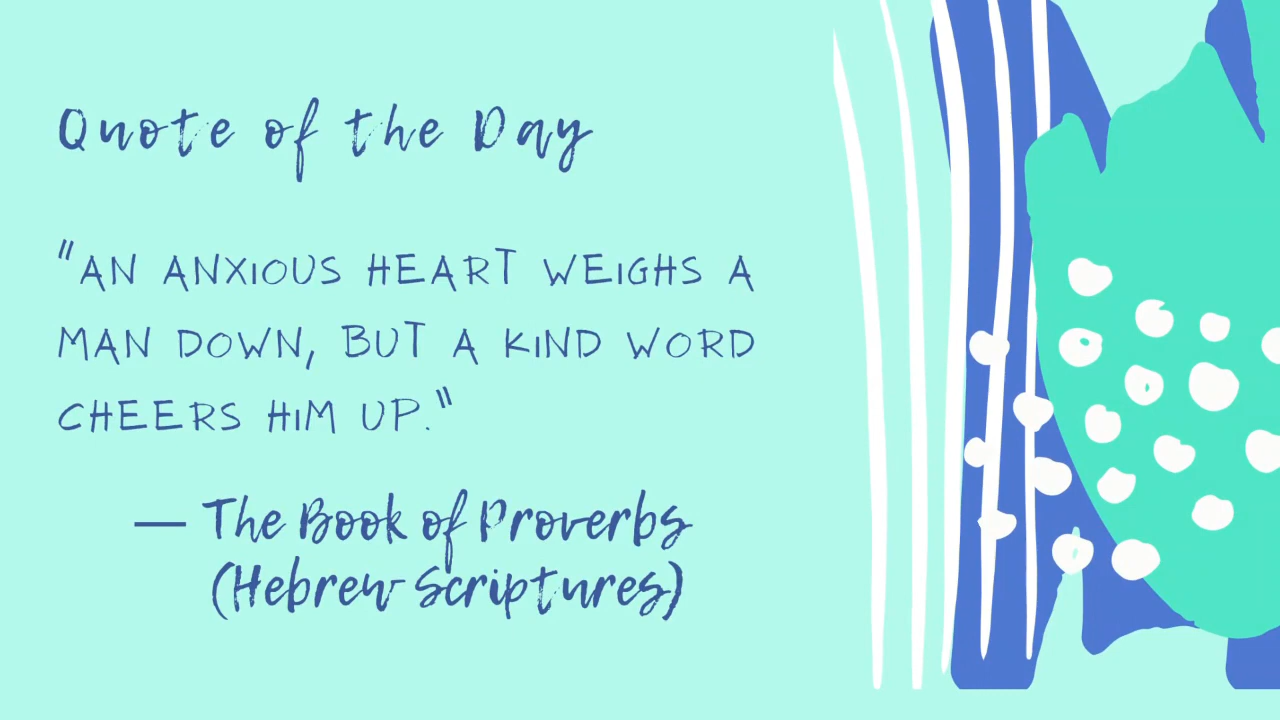 Quote of the Day
"AN ANXIOUS HEART WEIGHS A
MAN DOWN, BUT A KIND WORD
CHEERS HIM UP."
— The Book of Proverbs
(Hebrew Scriptures)